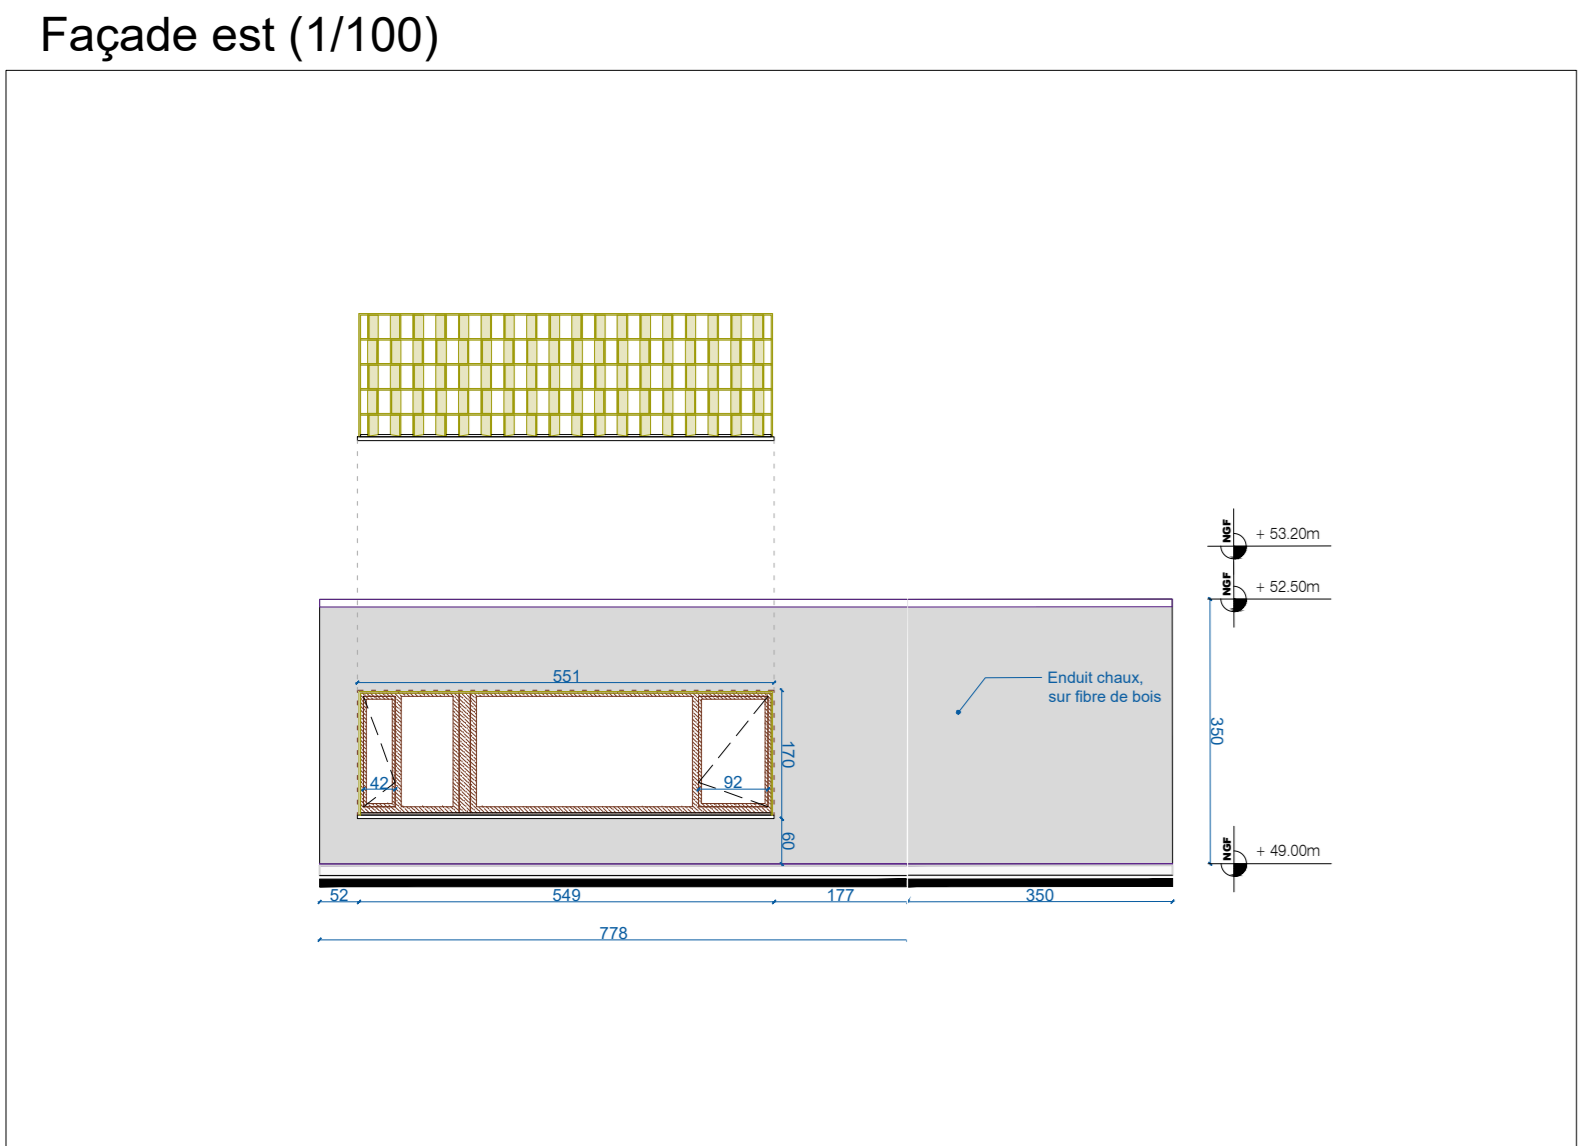 Façade est (1/100)
NGF
+ 53.20m
NGF
+ 52.50m
551
Enduit chaux,
sur fibre de bois
350
170
42
92
60
NGF
+ 49.00m
52
549
177
350
778